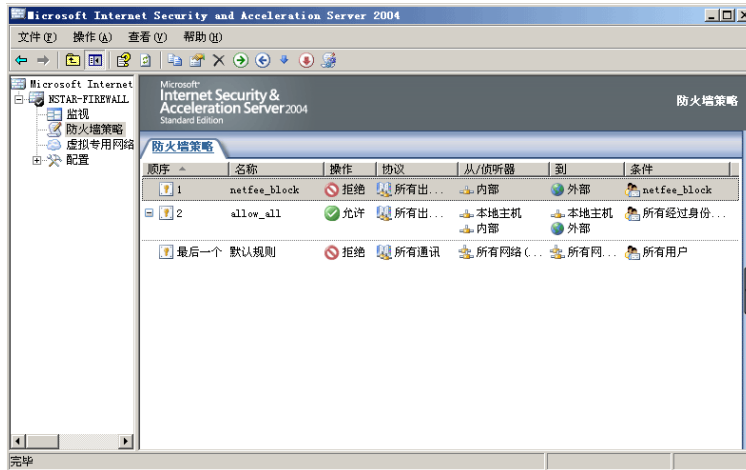 Microsoft Internet Security and Acceleration Server 2004
文件(F) 操作(A) 查看(V) 帮助(H)
Microsoft Internet
NSTAR-FIREWALL
监视
防火墙策略
虚拟专用网络
配置
Microsoft
Internet Security &
Acceleration Server 2004
Standard Edition
防火墙策略
防火墙策略
顺序 名称 操作 协议 从/侦听器 到 条件
1 netfee_block 拒绝 所有出... 内部 外部 netfee_block
2 allow_all 允许 所有出... 本地主机 本地主机 所有经过身份...
内部 外部
最后一个 默认规则 拒绝 所有通讯 所有网络(... 所有网... 所有用户
完毕